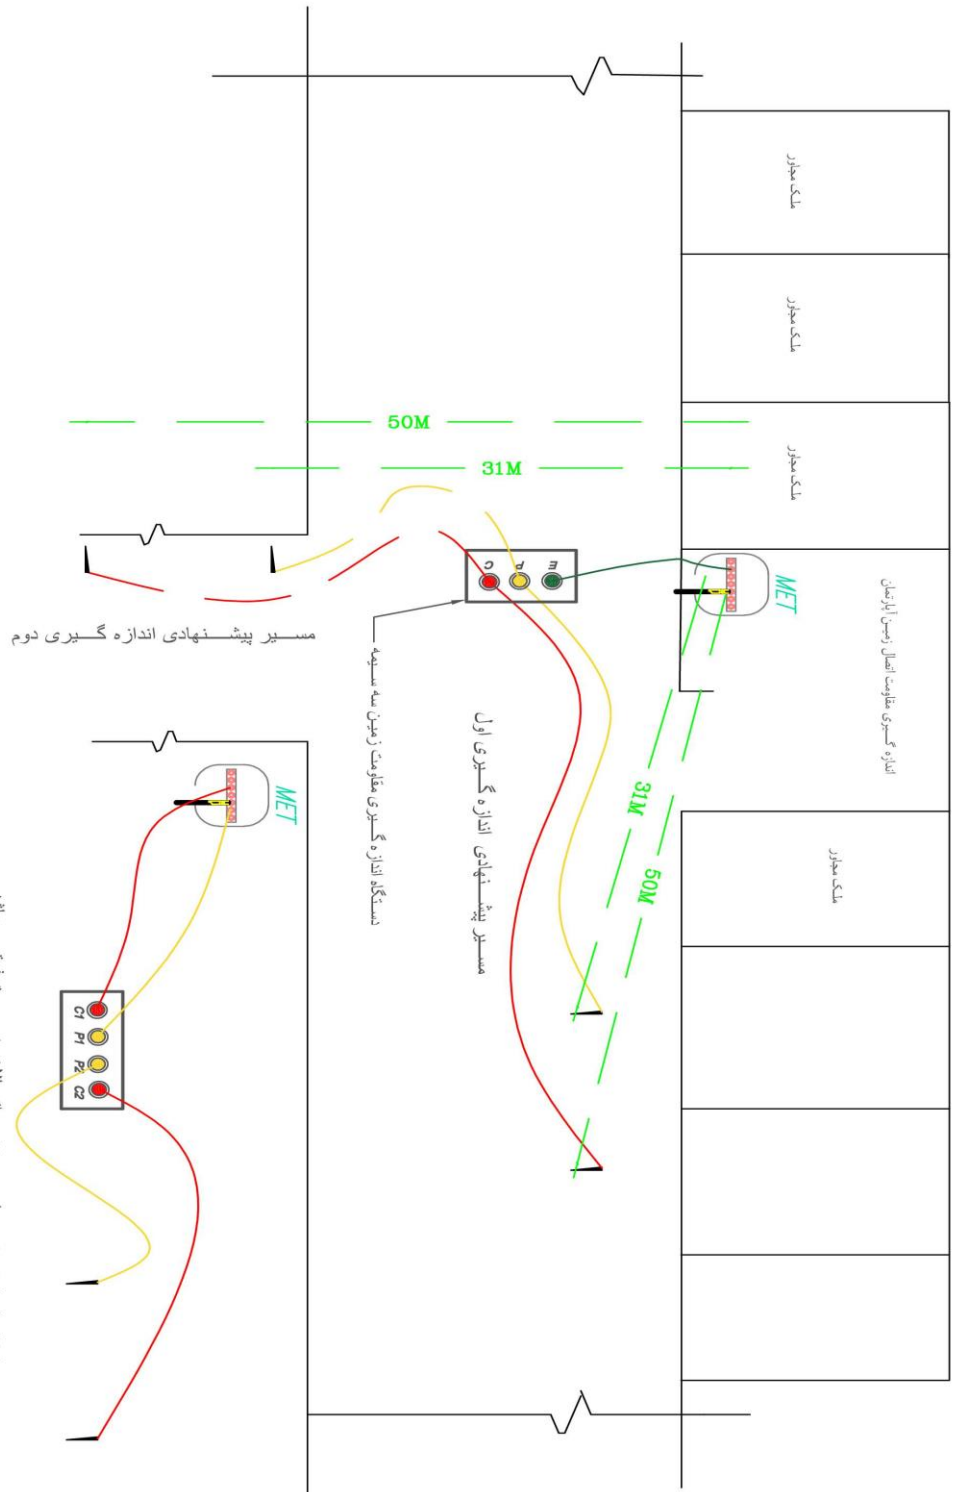 ملک مجاور
ملک مجاور
ملک مجاور
اندازه گیری مقاومت اتصال زمین آپارتمان
ملک مجاور
MET
50M
31M
E
P
C
31M
50M
مسیر پیشنهادی اندازه گیری اول
دستگاه اندازه گیری مقاومت زمین سه سیمه
مسیر پیشنهادی اندازه گیری دوم
MET
C1
P1
P2
C2